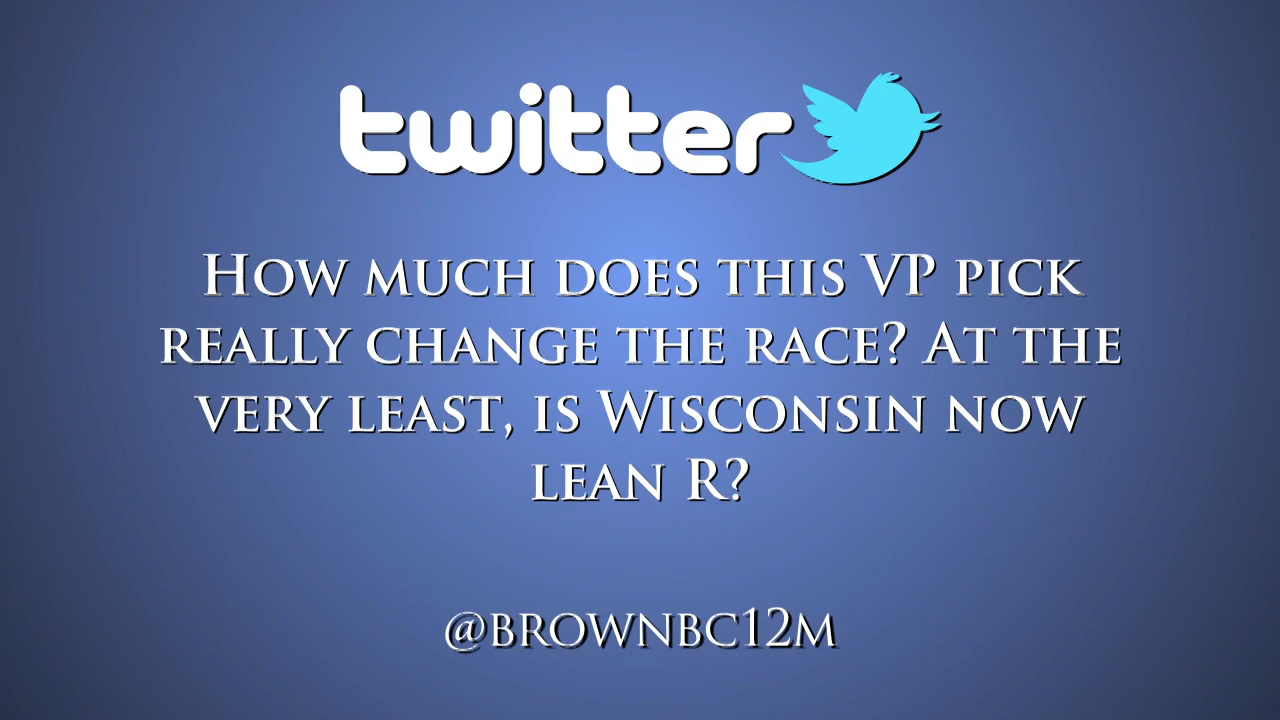 twitter
How much does this VP pick
really change the race? At the
very least, is Wisconsin now
lean R?
@brownbc12m